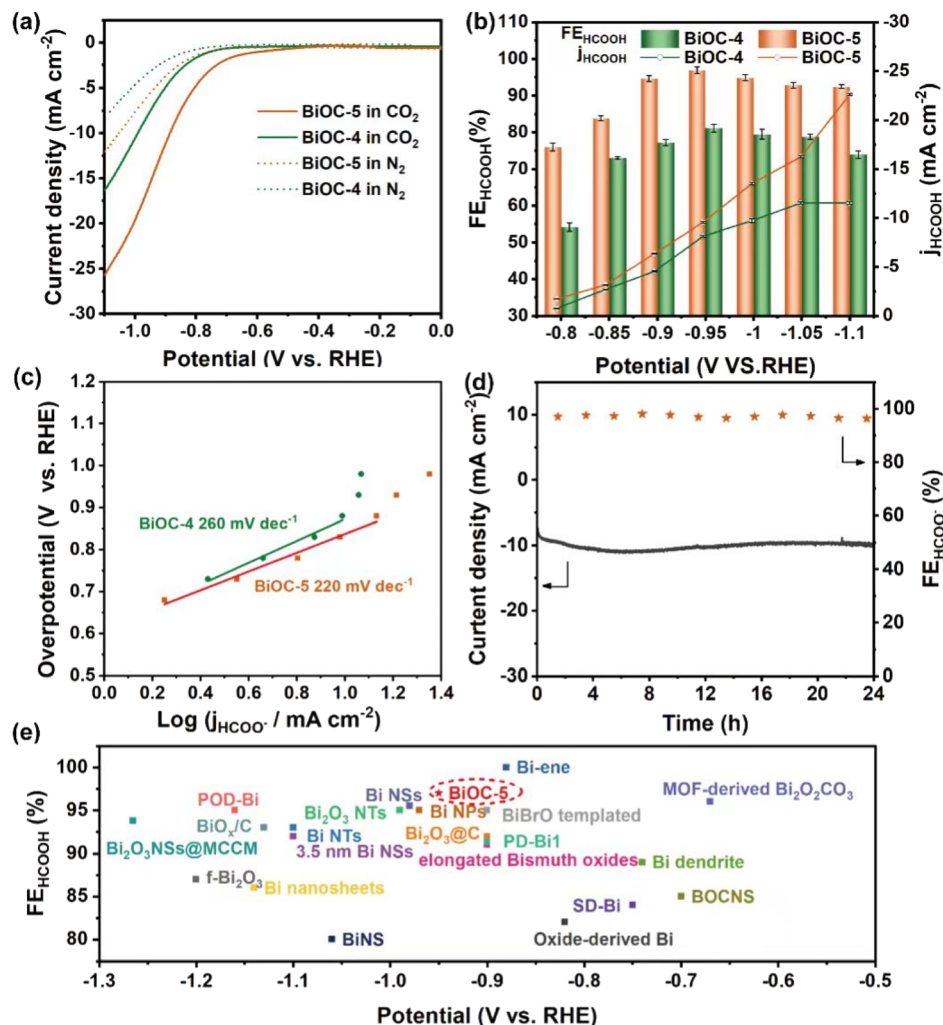 (a)
Current density (mA cm-2)
0
-5
-10
-15
-20
-25
-30
BiOC-5 in CO2
BiOC-4 in CO2
BiOC-5 in N2
BiOC-4 in N2
-1.0 -0.8 -0.6 -0.4 -0.2 0.0
Potential (V vs. RHE)
(b)
FEHCOOH BiOC-4 BiOC-5
jHCOOH BiOC-4 BiOC-5
FEHCOOH(%)
110
100
90
80
70
60
50
40
30
jHCOOH (mA cm-2)
-30
-25
-20
-15
-10
-5
0
-0.8 -0.85 -0.9 -0.95 -1 -1.05 -1.1
Potential (V VS.RHE)
(c)
Overpotential (V vs. RHE)
1.2
1.1
1.0
0.9
0.8
0.7
0.6
0.5
BiOC-4 260 mV dec-1
BiOC-5 220 mV dec-1
0.0 0.2 0.4 0.6 0.8 1.0 1.2 1.4
Log (jHCOO- / mA cm-2)
(d)
Curtent density (mA cm-2)
10
0
-10
-20
-30
FEHCOO- (%)
100
80
60
40
20
0
0 4 8 12 16 20 24
Time (h)
(e)
FEHCOOH (%)
100
95
90
85
80
Bi-ene
POD-Bi
Bi NSs
BiOC-5
MOF-derived Bi2O2CO3
Bi2O3 NTs
Bi NPs
BiBrO templated
BiOx/C
Bi NTs
Bi2O3@C
PD-Bi1
Bi2O3NSs@MCCM
3.5 nm Bi NSs
elongated Bismuth oxides
Bi dendrite
f-Bi2O3
Bi nanosheets
SD-Bi
BOCNS
BiNS
Oxide-derived Bi
-1.3 -1.2 -1.1 -1.0 -0.9 -0.8 -0.7 -0.6 -0.5
Potential (V vs. RHE)